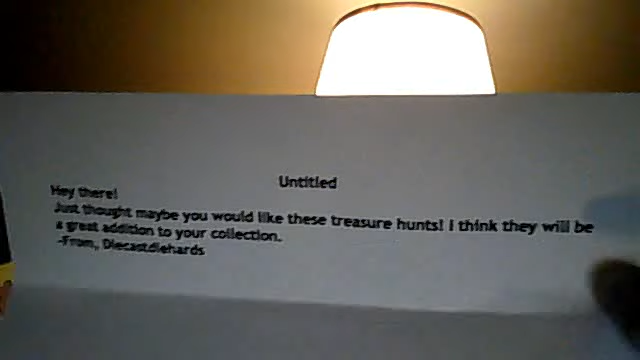 Untitled
Hey there!
Just thought maybe you would like these treasure hunts! I think they will be
a great addition to your collection.
-From, Diecastdiehards